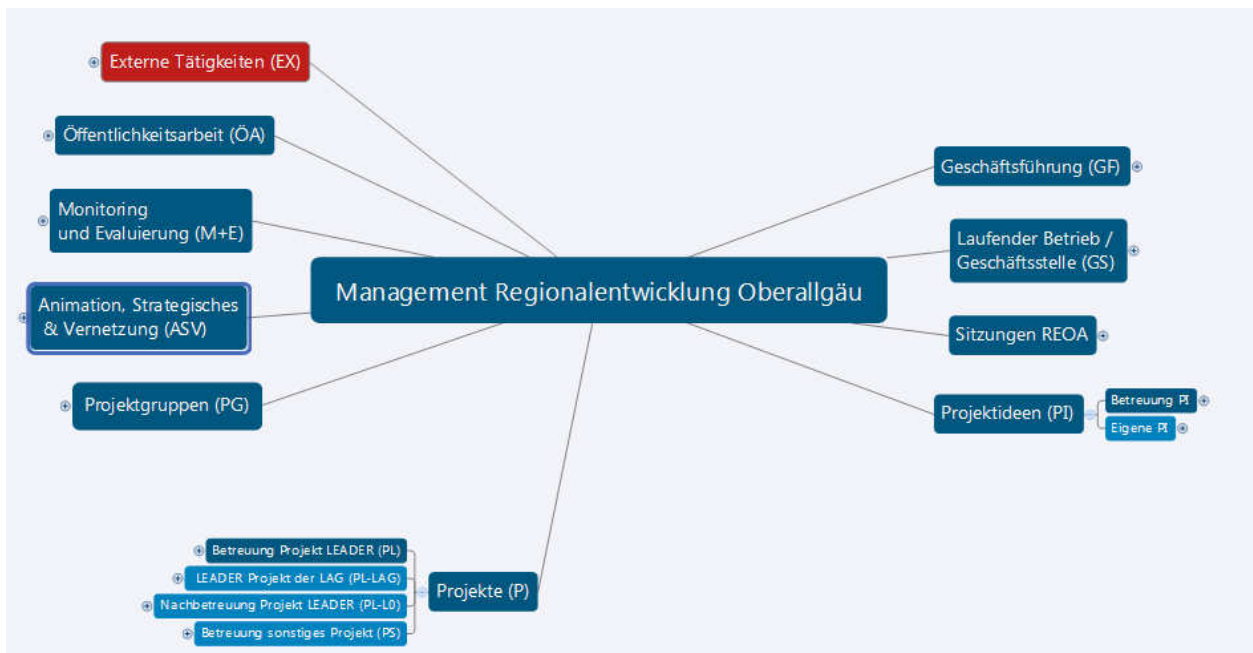 Externe Tätigkeiten (EX)
Öffentlichkeitsarbeit (ÖA)
Monitoring
und Evaluierung (M+E)
Animation, Strategisches
& Vernetzung (ASV)
Projektgruppen (PG)
Management Regionalentwicklung Oberallgäu
Geschäftsführung (GF)
Laufender Betrieb /
Geschäftsstelle (GS)
Sitzungen REOA
Projektideen (PI)
Betreuung PI
Eigene PI
Projekte (P)
Betreuung Projekt LEADER (PL)
LEADER Projekt der LAG (PL-LAG)
Nachbetreuung Projekt LEADER (PL-L0)
Betreuung sonstiges Projekt (PS)